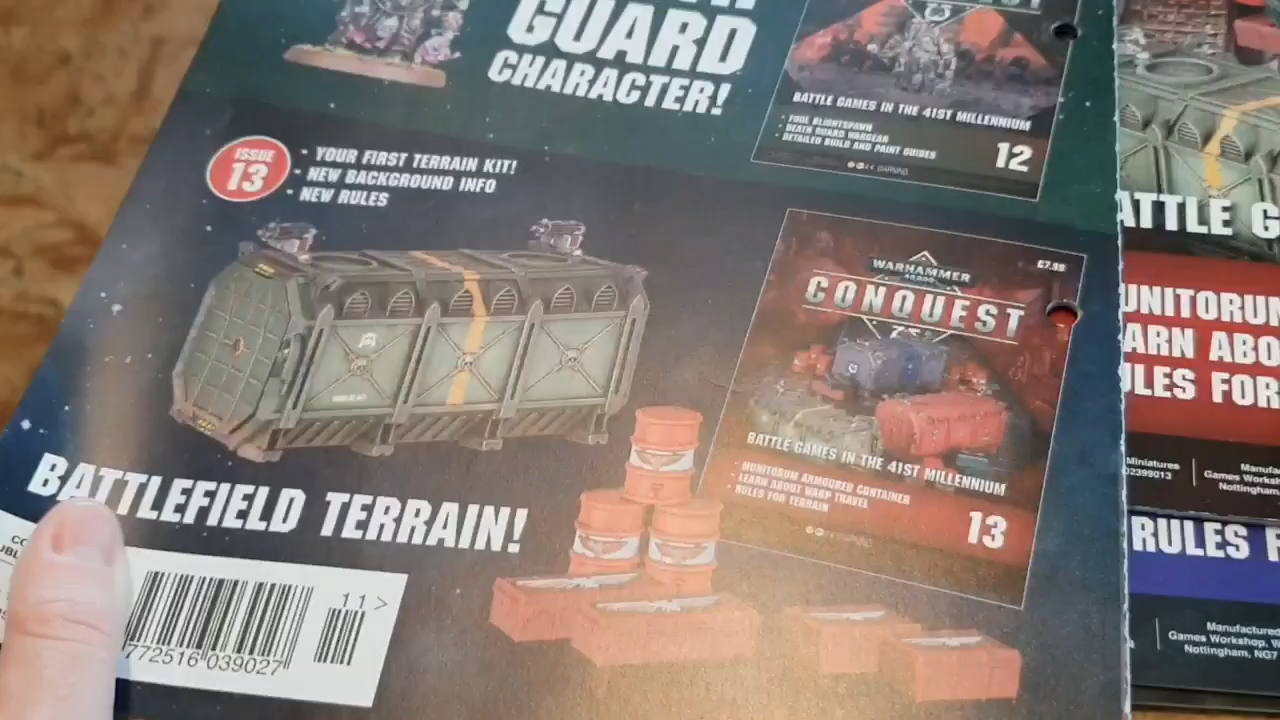 GUARD
CHARACTER!
BATTLE GAMES IN THE 41ST MILLENNIUM
• FOUL BLIGHTSPAWN
• DEATH GUARD WARGEAR
• DETAILED BUILD AND PAINT GUIDES
12
ISSUE
13
• YOUR FIRST TERRAIN KIT!
• NEW BACKGROUND INFO
• NEW RULES
WARHAMMER
40,000
£7.99
CONQUEST
BATTLE GAMES IN THE 41ST MILLENNIUM
• MUNITORUM ARMOURED CONTAINER
• LEARN ABOUT WARP TRAVEL
• RULES FOR TERRAIN
13
BATTLEFIELD TERRAIN!
11>
772516 039027
ATTLE G
UNITORUM
ARN ABO
ULES FOR
Miniatures
02399013
Manufac
Games Worksh
Nottingham
RULES F
Manufactured
Games Workshop, W
Nottingham, NG7